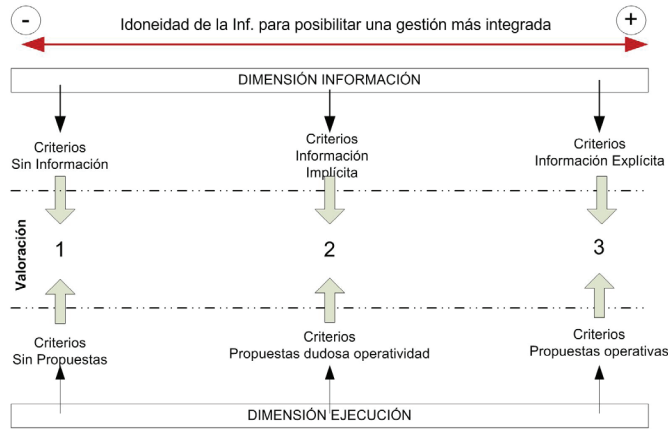 -
Idoneidad de la Inf. para posibilitar una gestión más integrada
+
DIMENSIÓN INFORMACIÓN
Criterios
Sin Información
Criterios
Información
Implícita
Criterios
Información Explícita
Valoración
1
2
3
Criterios
Sin Propuestas
Criterios
Propuestas dudosa operatividad
Criterios
Propuestas operativas
DIMENSIÓN EJECUCIÓN